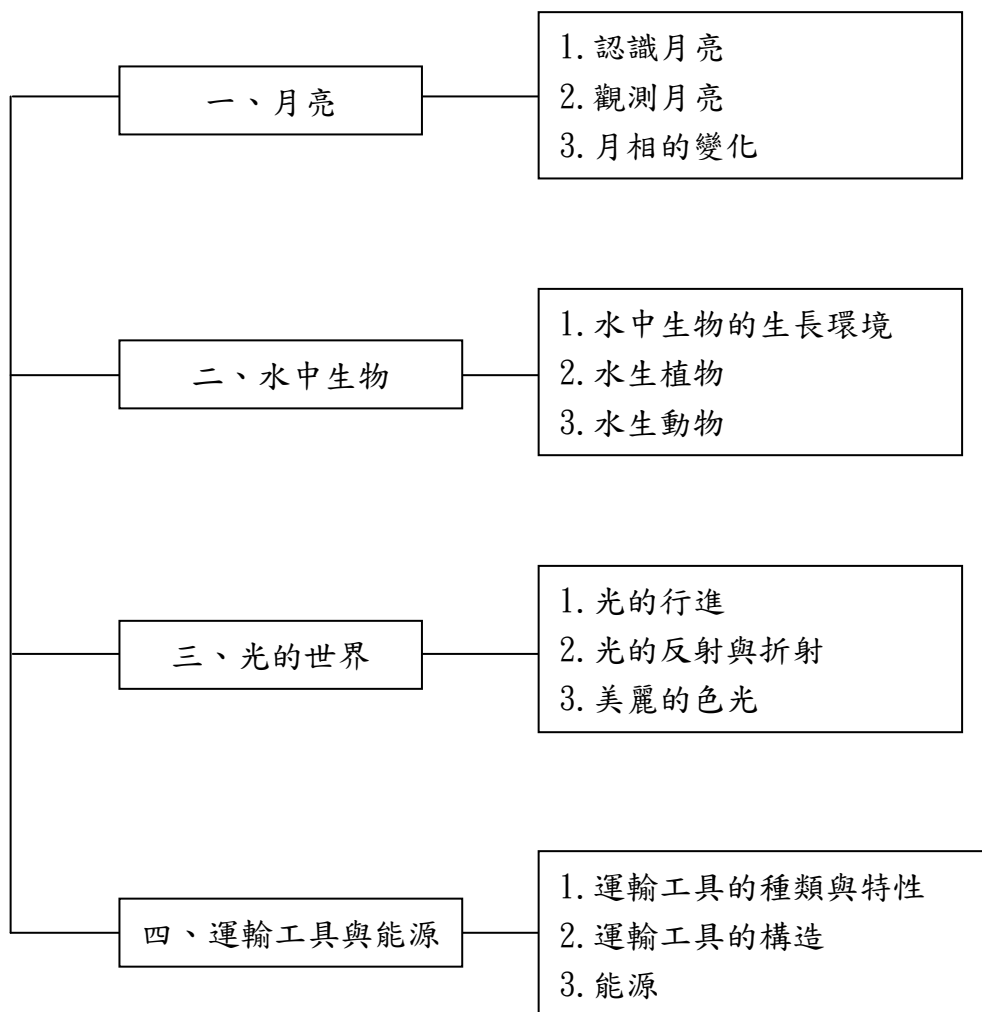 一、月亮
1.認識月亮
2.觀測月亮
3.月相的變化
二、水中生物
1.水中生物的生長環境
2.水生植物
3.水生動物
三、光的世界
1.光的行進
2.光的反射與折射
3.美麗的色光
四、運輸工具與能源
1.運輸工具的種類與特性
2.運輸工具的構造
3.能源